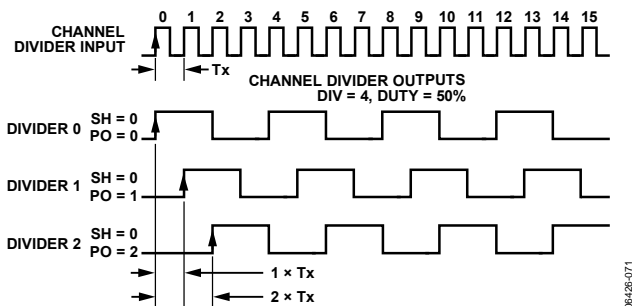 0 1 2 3 4 5 6 7 8 9 10 11 12 13 14 15
CHANNEL
DIVIDER INPUT
Tx
CHANNEL DIVIDER OUTPUTS
DIV = 4, DUTY = 50%
DIVIDER 0
SH = 0
PO = 0
DIVIDER 1
SH = 0
PO = 1
DIVIDER 2
SH = 0
PO = 2
1 × Tx
2 × Tx
06426-071